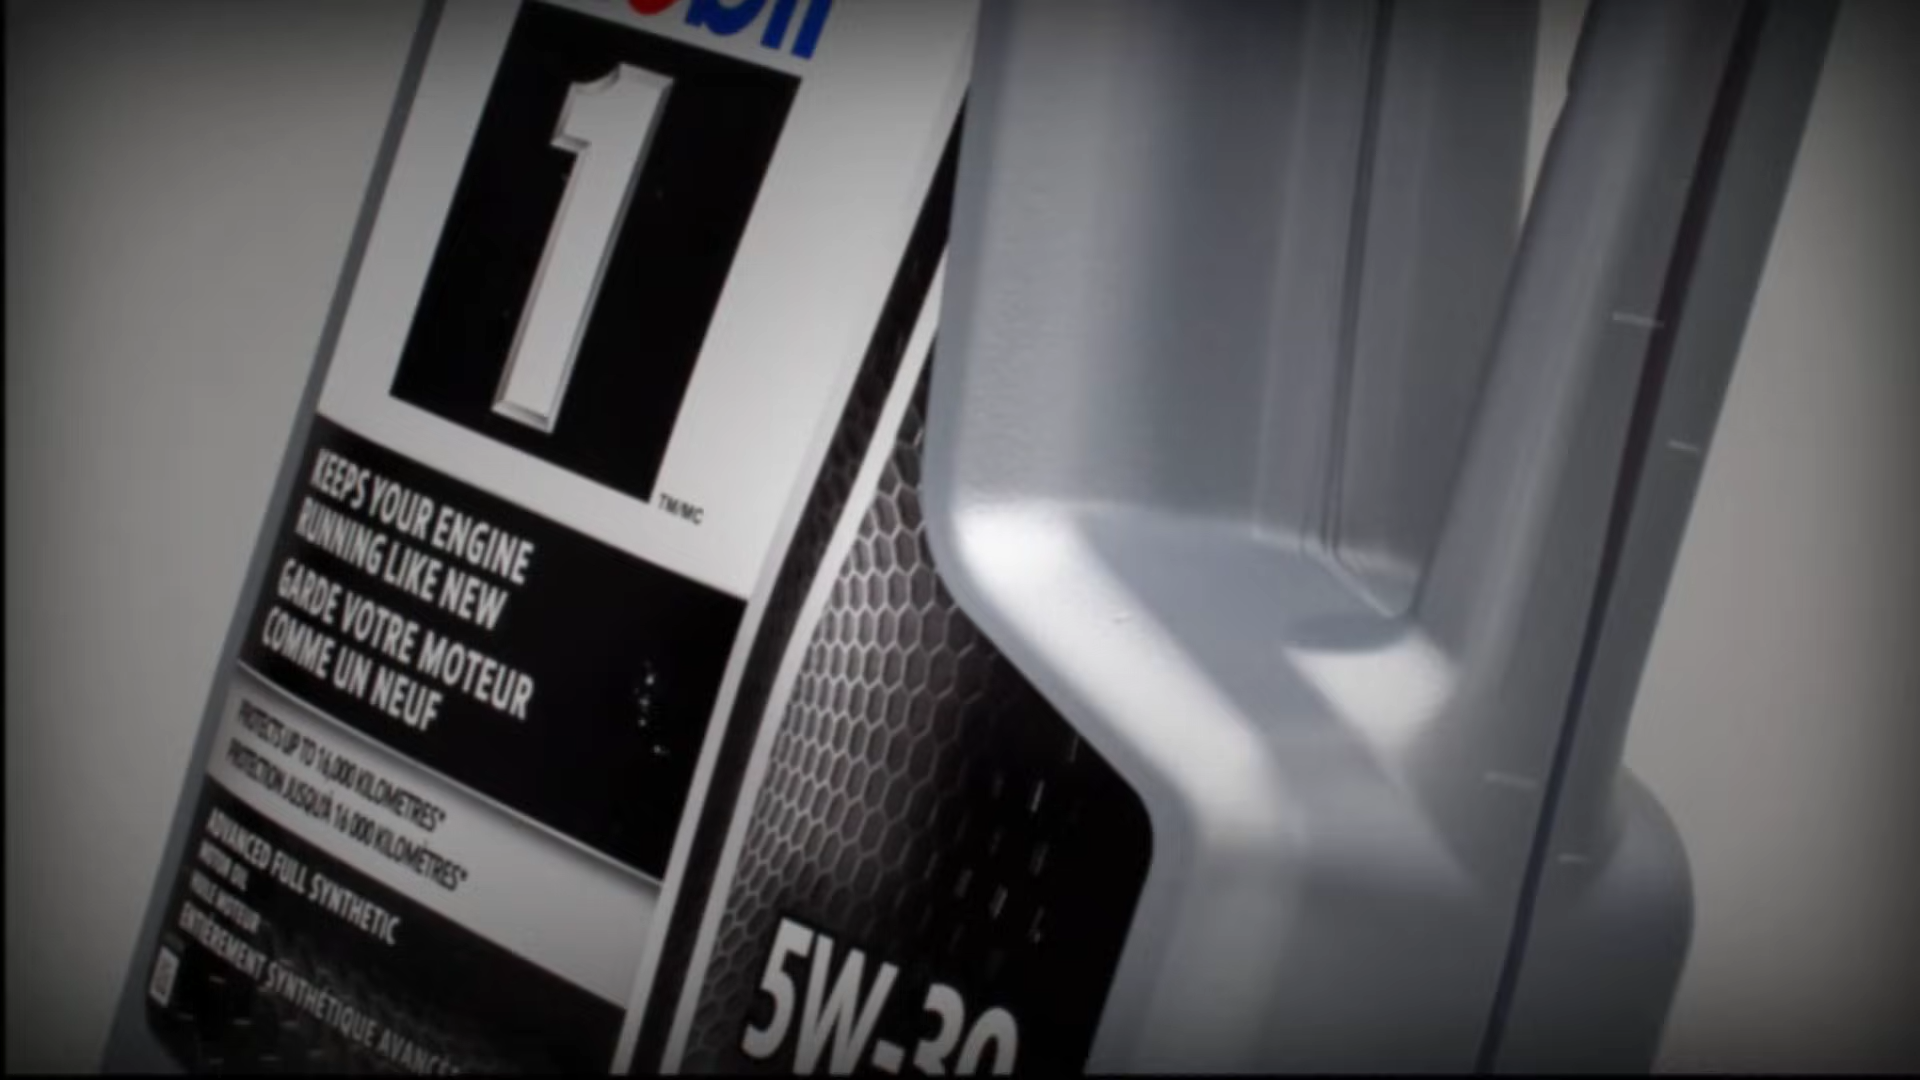 Mobil
1
TM/MC
KEEPS YOUR ENGINE
RUNNING LIKE NEW
GARDE VOTRE MOTEUR
COMME UN NEUF
PROTECTS UP TO 16,000 KILOMETRES*
PROTECTION JUSQU'À 16 000 KILOMÈTRES*
ADVANCED FULL SYNTHETIC
MOTOR OIL
HUILE MOTEUR
ENTIÈREMENT SYNTHÉTIQUE AVANCÉE
5W-30